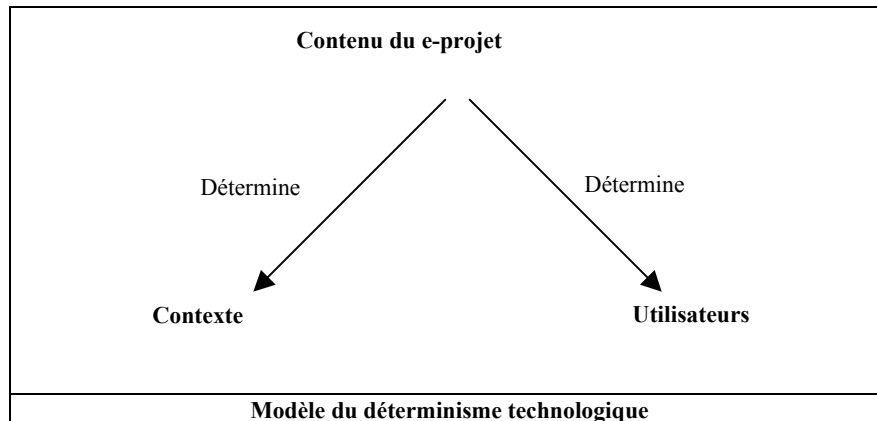 Contenu du e-projet
Détermine
Détermine
Contexte
Utilisateurs
Modèle du déterminisme technologique